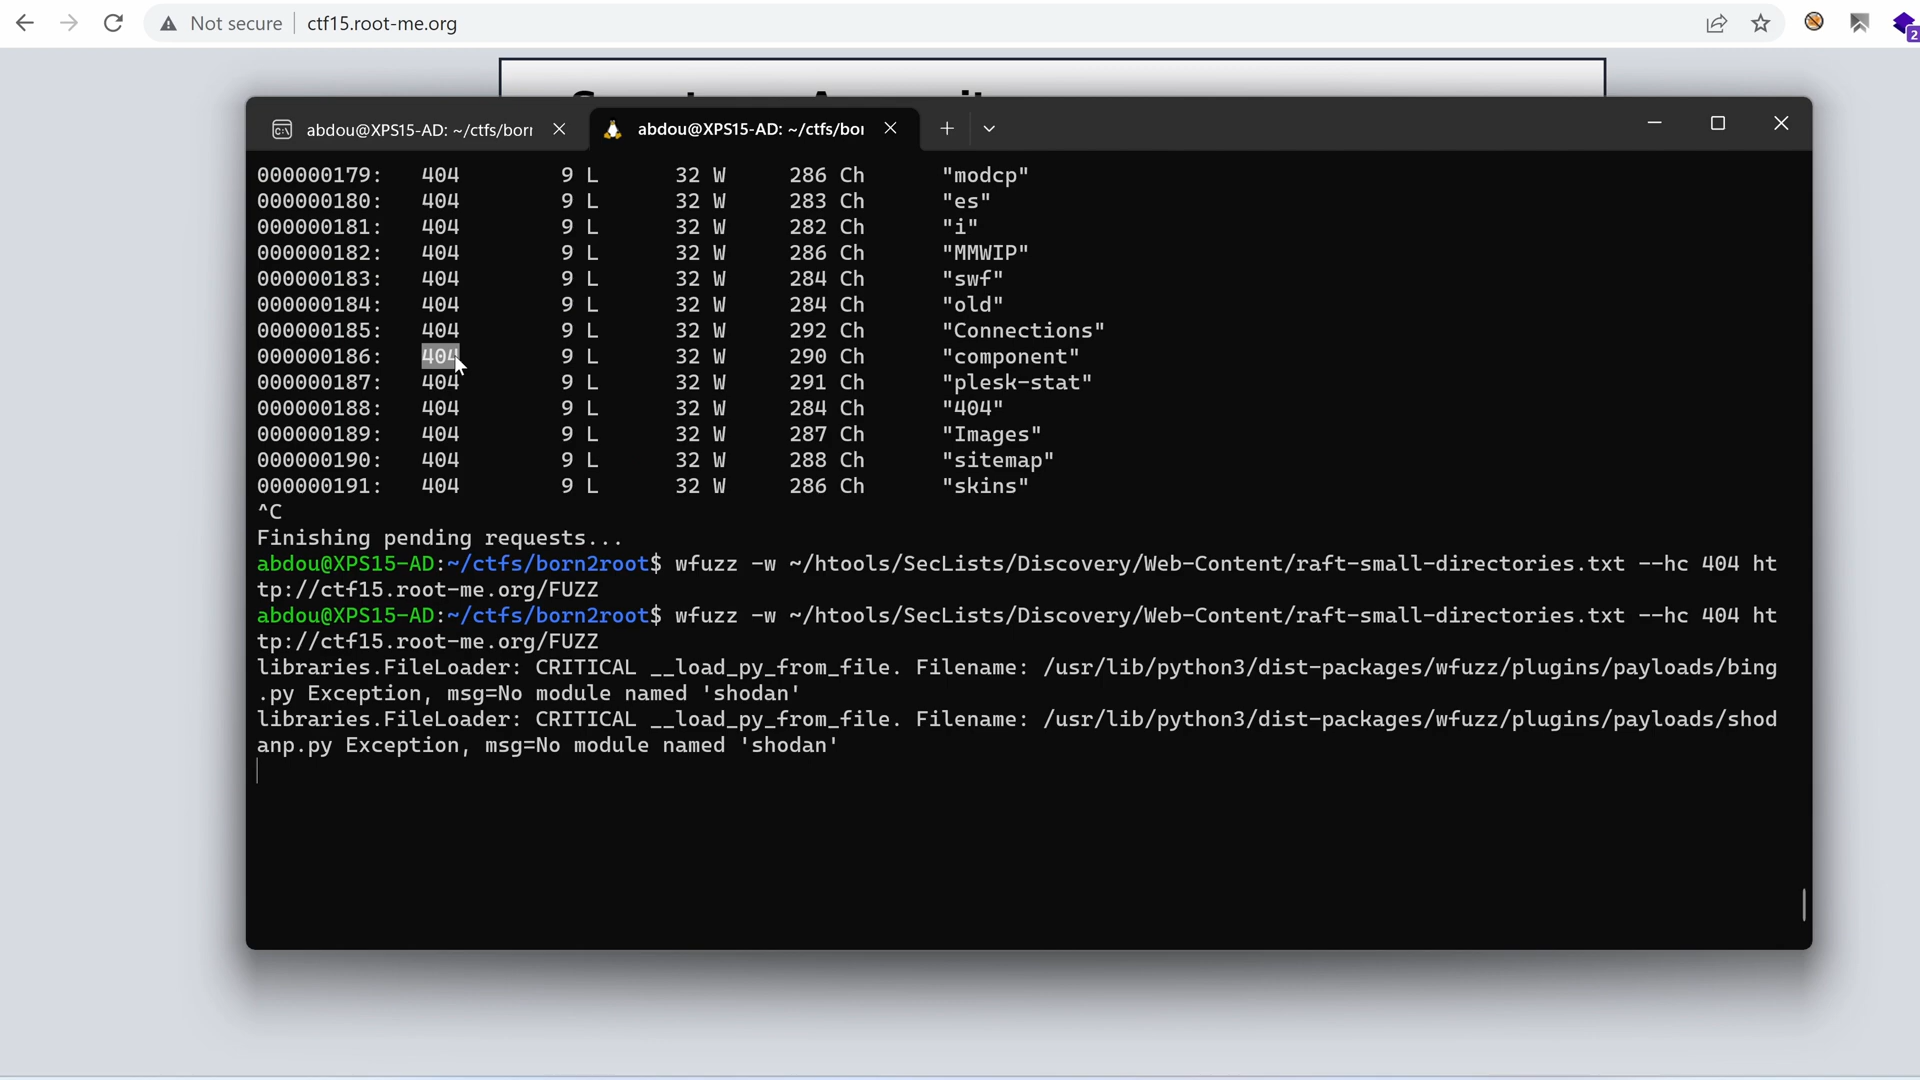 Not secure ctf15.root-me.org
2
abdou@XPS15-AD: ~/ctfs/born abdou@XPS15-AD: ~/ctfs/bor
000000179: 404 9 L 32 W 286 Ch "modcp"
000000180: 404 9 L 32 W 283 Ch "es"
000000181: 404 9 L 32 W 282 Ch "i"
000000182: 404 9 L 32 W 286 Ch "MMWIP"
000000183: 404 9 L 32 W 284 Ch "swf"
000000184: 404 9 L 32 W 284 Ch "old"
000000185: 404 9 L 32 W 292 Ch "Connections"
000000186: 404 9 L 32 W 290 Ch "component"
000000187: 404 9 L 32 W 291 Ch "plesk-stat"
000000188: 404 9 L 32 W 284 Ch "404"
000000189: 404 9 L 32 W 287 Ch "Images"
000000190: 404 9 L 32 W 288 Ch "sitemap"
000000191: 404 9 L 32 W 286 Ch "skins"
^C
Finishing pending requests...
abdou@XPS15-AD:~/ctfs/born2root$ wfuzz -w ~/htools/SecLists/Discovery/Web-Content/raft-small-directories.txt --hc 404 ht
tp://ctf15.root-me.org/FUZZ
abdou@XPS15-AD:~/ctfs/born2root$ wfuzz -w ~/htools/SecLists/Discovery/Web-Content/raft-small-directories.txt --hc 404 ht
tp://ctf15.root-me.org/FUZZ
libraries.FileLoader: CRITICAL __load_py_from_file. Filename: /usr/lib/python3/dist-packages/wfuzz/plugins/payloads/bing
.py Exception, msg=No module named 'shodan'
libraries.FileLoader: CRITICAL __load_py_from_file. Filename: /usr/lib/python3/dist-packages/wfuzz/plugins/payloads/shod
anp.py Exception, msg=No module named 'shodan'